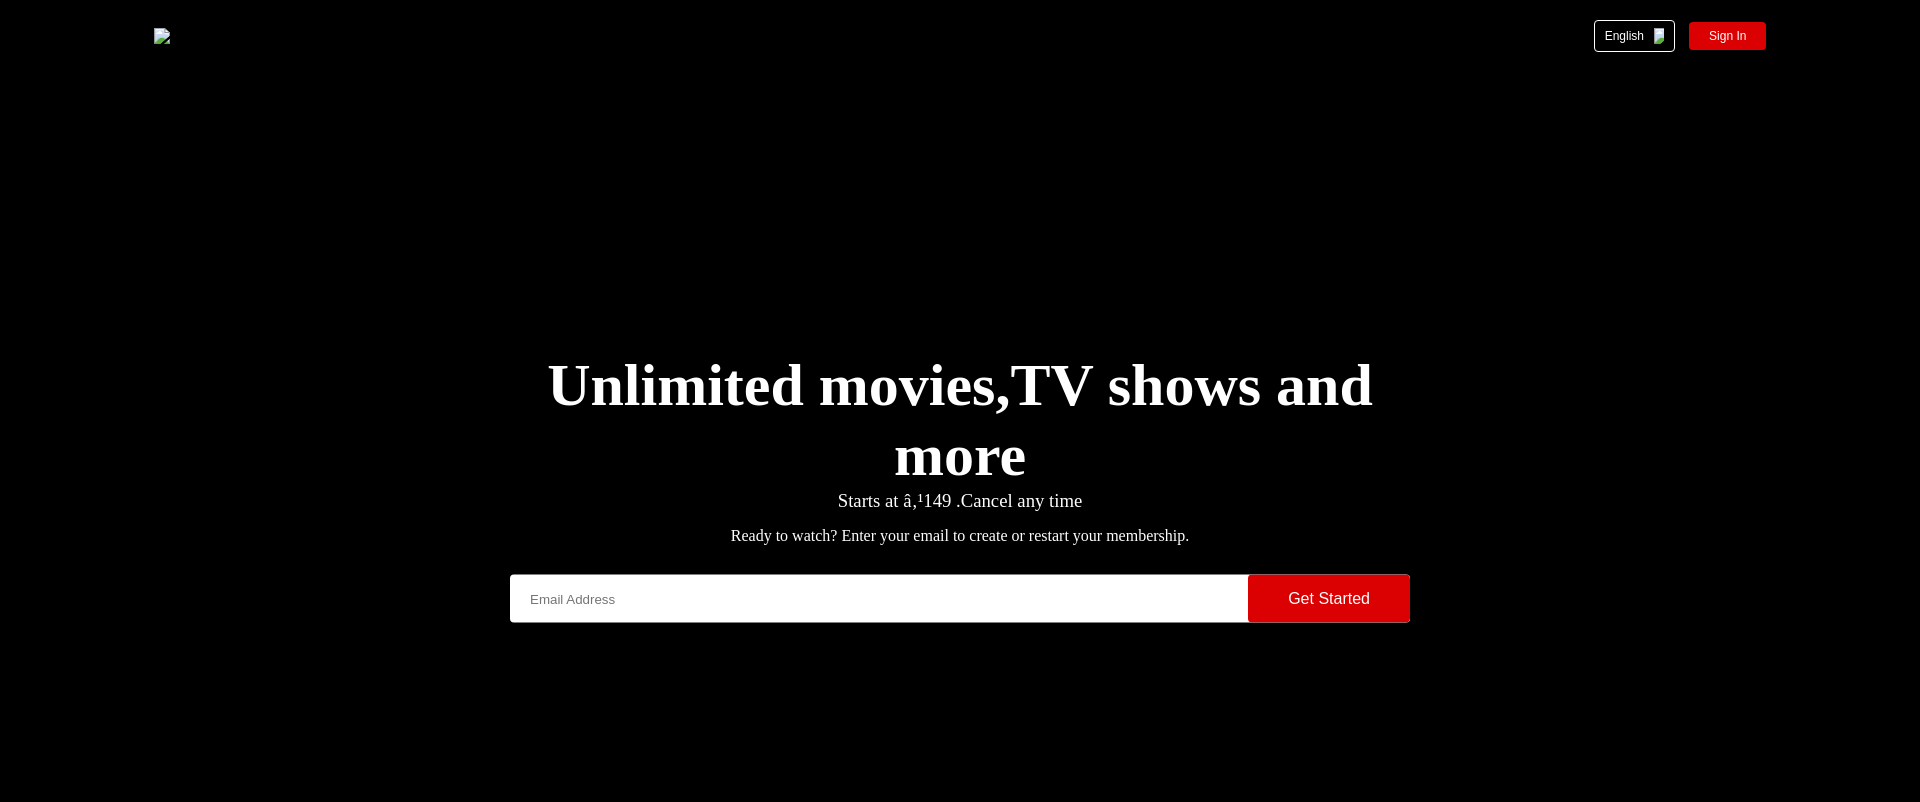 English
Sign In
Unlimited movies,TV shows and
more
Starts at â‚¹149 .Cancel any time
Ready to watch? Enter your email to create or restart your membership.
Email Address
Get Started